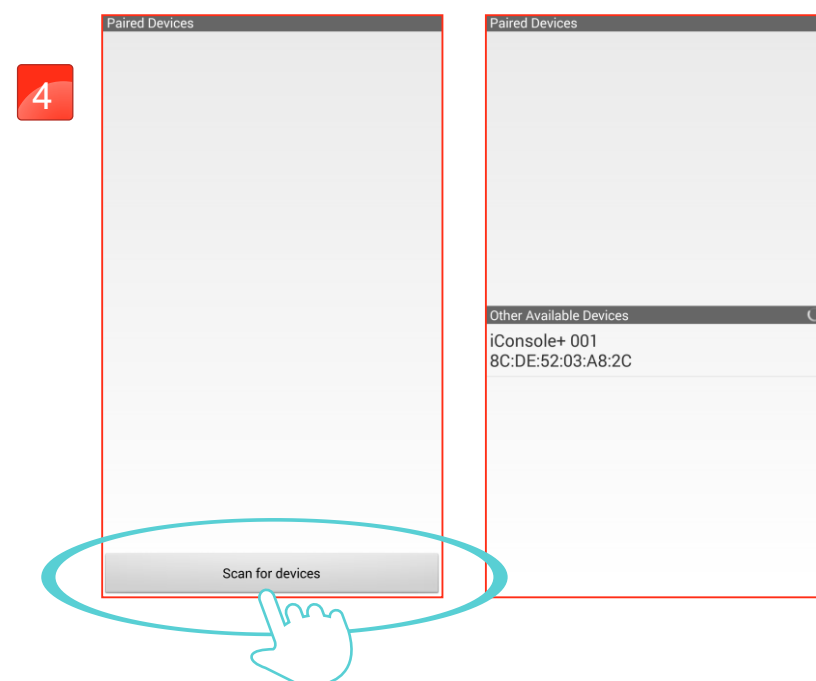 4
Paired Devices
Scan for devices
Paired Devices
Other Available Devices
iConsole+ 001
8C:DE:52:03:A8:2C